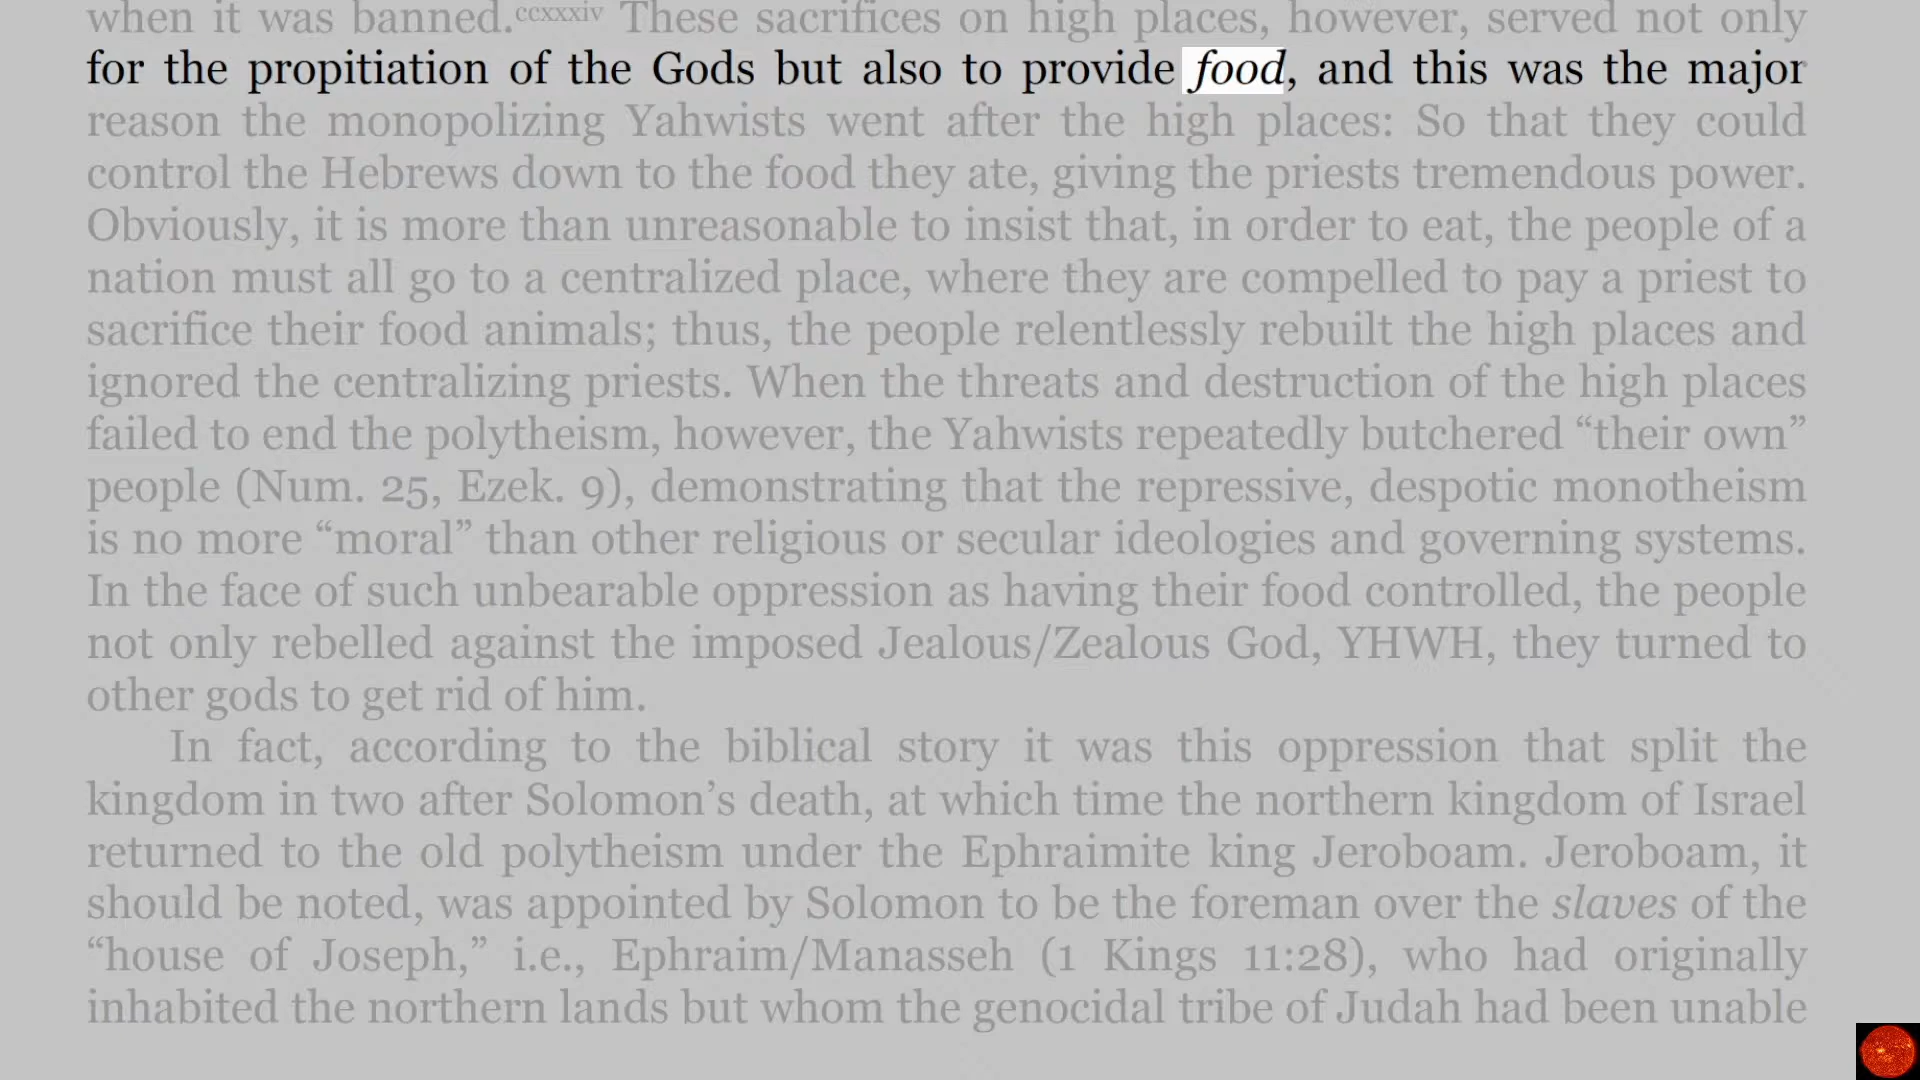 when it was banned.ccxxxiv These sacrifices on high places, however, served not only
for the propitiation of the Gods but also to provide food, and this was the major
reason the monopolizing Yahwists went after the high places: So that they could
control the Hebrews down to the food they ate, giving the priests tremendous power.
Obviously, it is more than unreasonable to insist that, in order to eat, the people of a
nation must all go to a centralized place, where they are compelled to pay a priest to
sacrifice their food animals; thus, the people relentlessly rebuilt the high places and
ignored the centralizing priests. When the threats and destruction of the high places
failed to end the polytheism, however, the Yahwists repeatedly butchered “their own”
people (Num. 25, Ezek. 9), demonstrating that the repressive, despotic monotheism
is no more “moral” than other religious or secular ideologies and governing systems.
In the face of such unbearable oppression as having their food controlled, the people
not only rebelled against the imposed Jealous/Zealous God, YHWH, they turned to
other gods to get rid of him.
In fact, according to the biblical story it was this oppression that split the
kingdom in two after Solomon’s death, at which time the northern kingdom of Israel
returned to the old polytheism under the Ephraimite king Jeroboam. Jeroboam, it
should be noted, was appointed by Solomon to be the foreman over the slaves of the
“house of Joseph,” i.e., Ephraim/Manasseh (1 Kings 11:28), who had originally
inhabited the northern lands but whom the genocidal tribe of Judah had been unable